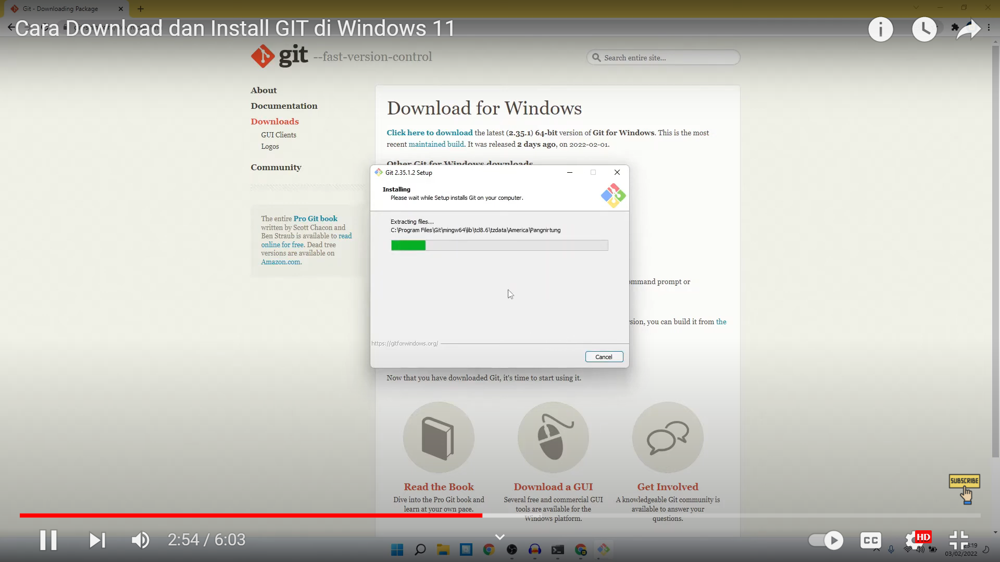 Git - Downloading Package
Cara Download dan Install GIT di Windows 11
git --fast-version-control
Search entire site...
About
Documentation
Downloads
GUI Clients
Logos
Community
The entire Pro Git book
written by Scott Chacon and
Ben Straub is available to read
online for free. Dead tree
versions are available on
Amazon.com.
Download for Windows
Click here to download the latest (2.35.1) 64-bit version of Git for Windows. This is the most
recent maintained build. It was released 2 days ago, on 2022-02-01.
Other Git for Windows downloads
Git 2.35.1.2 Setup
Installing
Please wait while Setup installs Git on your computer.
Extracting files...
C:\Program Files\Git\mingw64\lib\tcl8.6\tzdata\America\Pangnirtung
https://gitforwindows.org/
Cancel
prompt or
you can build it from the
Now that you have downloaded Git, it's time to start using it.
Read the Book
Dive into the Pro Git book and
learn at your own pace.
Download a GUI
Several free and commercial GUI
tools are available for the
Windows platform.
Get Involved
A knowledgeable Git community is
available to answer your
questions.
SUBSCRIBE
2:54 / 6:03
CC
HD
23:19
03/02/2022